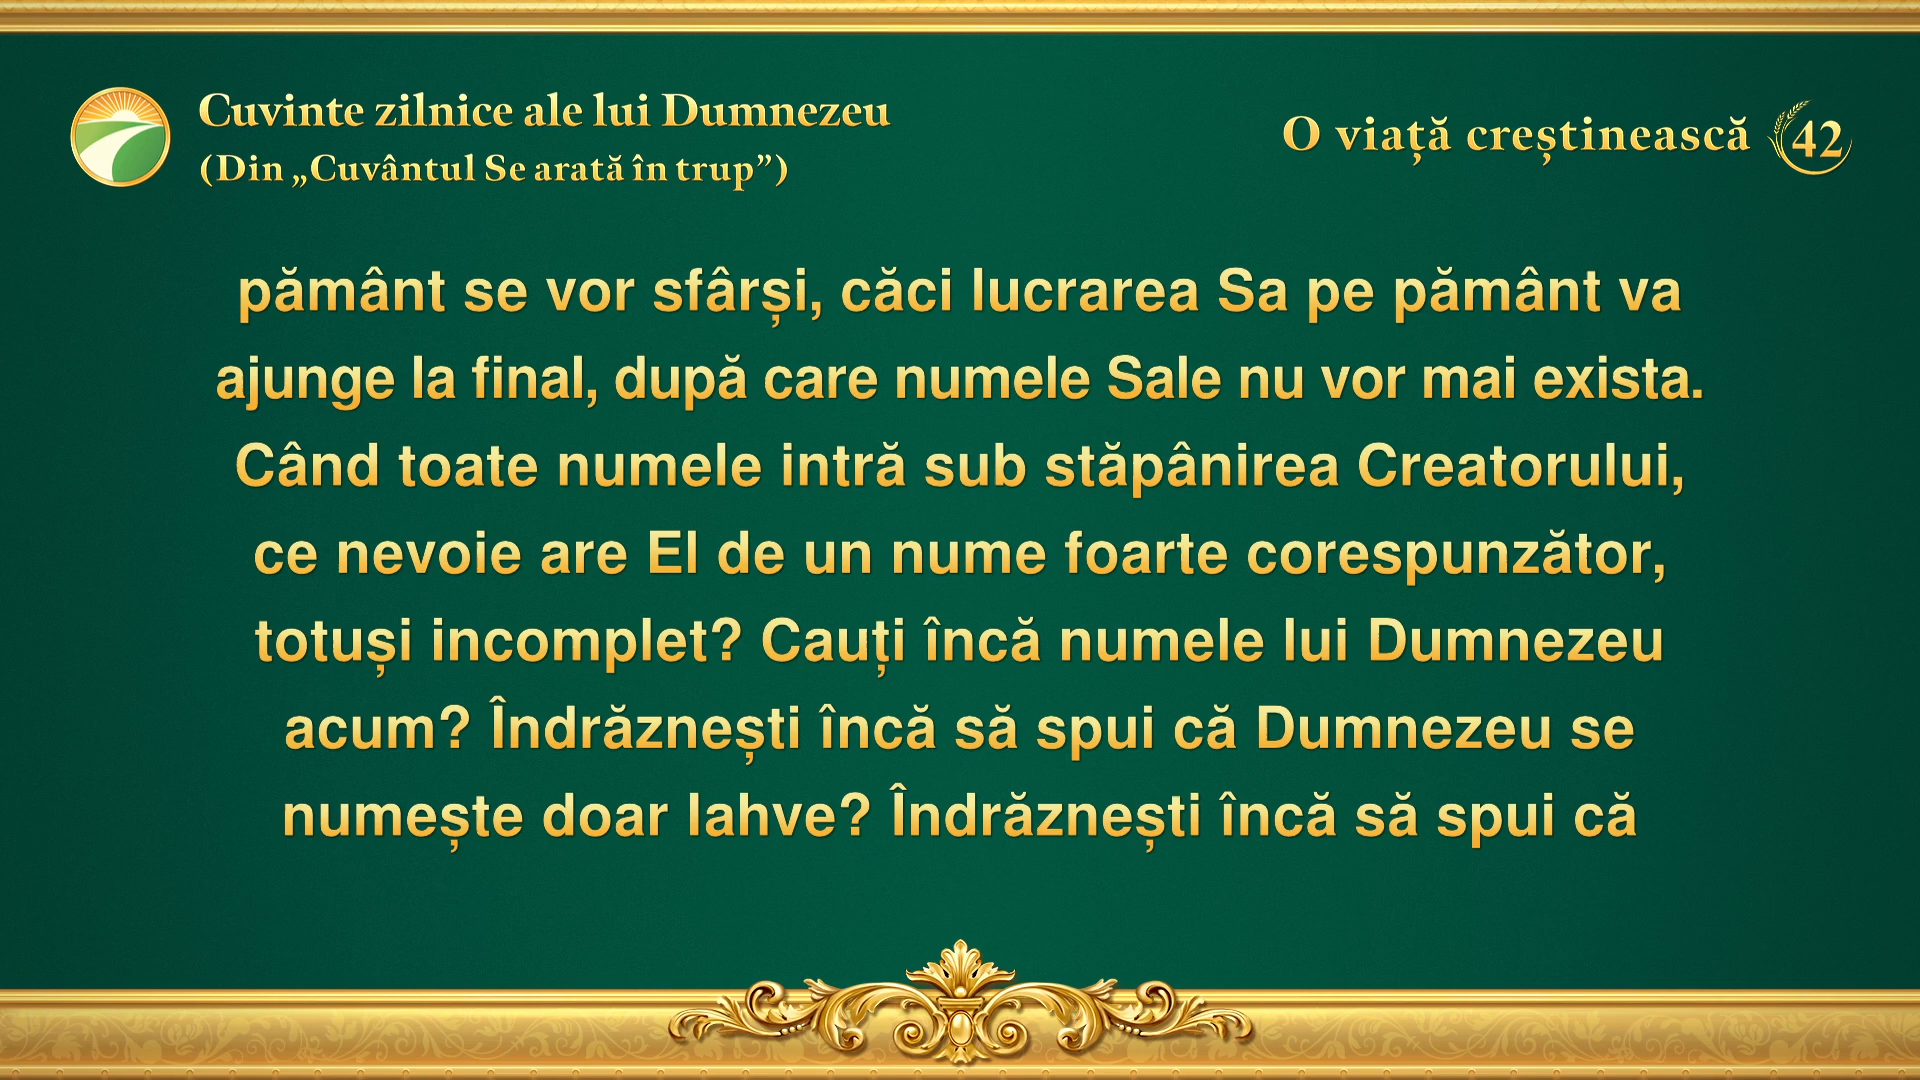 Cuvinte zilnice ale lui Dumnezeu
(Din „Cuvântul Se arată în trup”)
O viață creștinească 42
pământ se vor sfârși, căci lucrarea Sa pe pământ va
ajunge la final, după care numele Sale nu vor mai exista.
Când toate numele intră sub stăpânirea Creatorului,
ce nevoie are El de un nume foarte corespunzător,
totuși incomplet? Cauți încă numele lui Dumnezeu
acum? Îndrăznești încă să spui că Dumnezeu se
numește doar Iahve? Îndrăznești încă să spui că